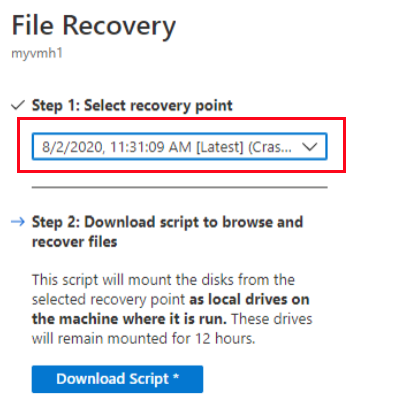 File Recovery
myvmh1
Step 1: Select recovery point
8/2/2020, 11:31:09 AM [Latest] (Cras...
Step 2: Download script to browse and
recover files
This script will mount the disks from the
selected recovery point as local drives on
the machine where it is run. These drives
will remain mounted for 12 hours.
Download Script *